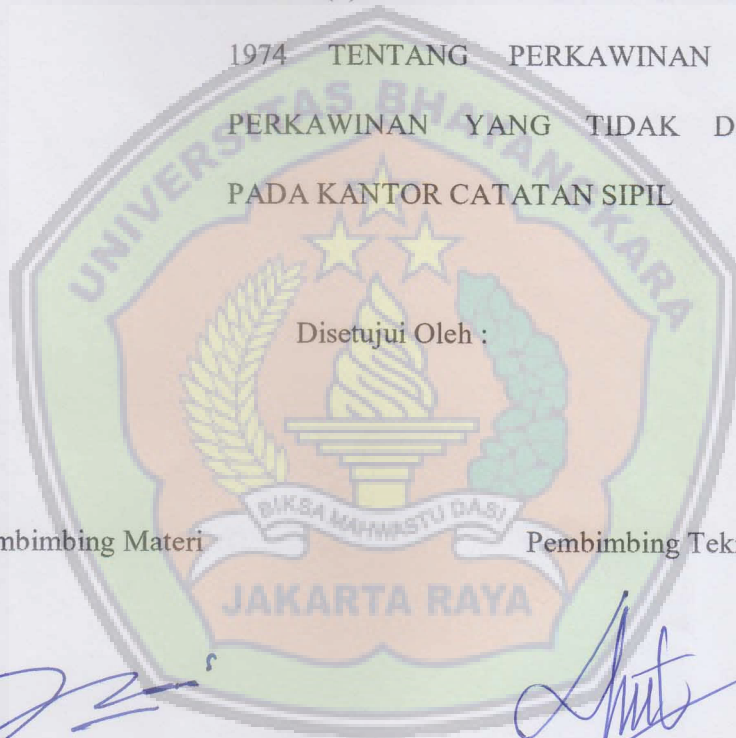 1974 TENTANG PERKAWINAN
PERKAWINAN YANG TIDAK D
PADA KANTOR CATATAN SIPIL
Disetujui Oleh :
mbimbing Materi Pembimbing Tek
UNIVERSITAS BHAYANGKARA
BIKSA MAHWASTU DASI
JAKARTA RAYA